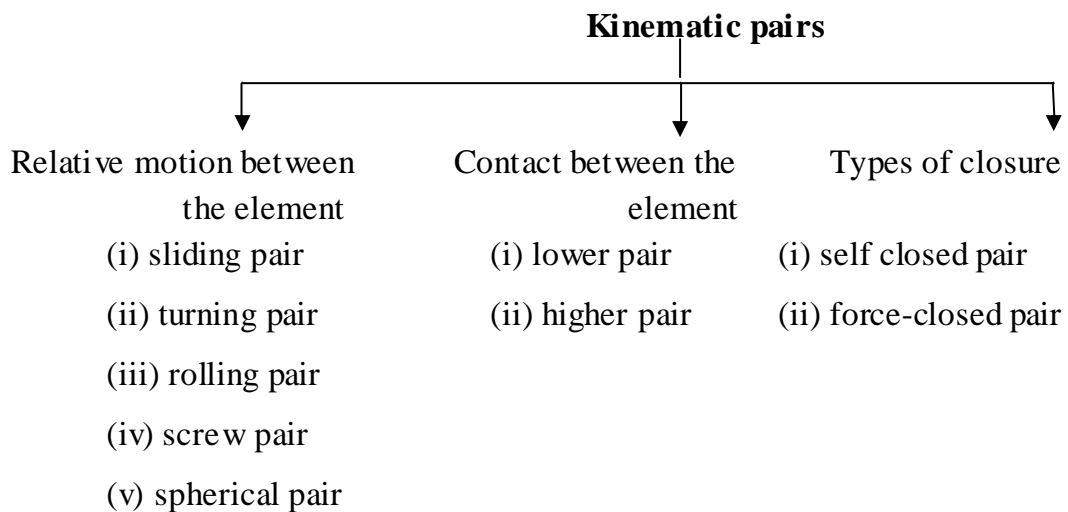 Kinematic pairs
Relative motion between
the element
(i) sliding pair
(ii) turning pair
(iii) rolling pair
(iv) screw pair
(v) spherical pair
Contact between the
element
(i) lower pair
(ii) higher pair
Types of closure
(i) self closed pair
(ii) force-closed pair